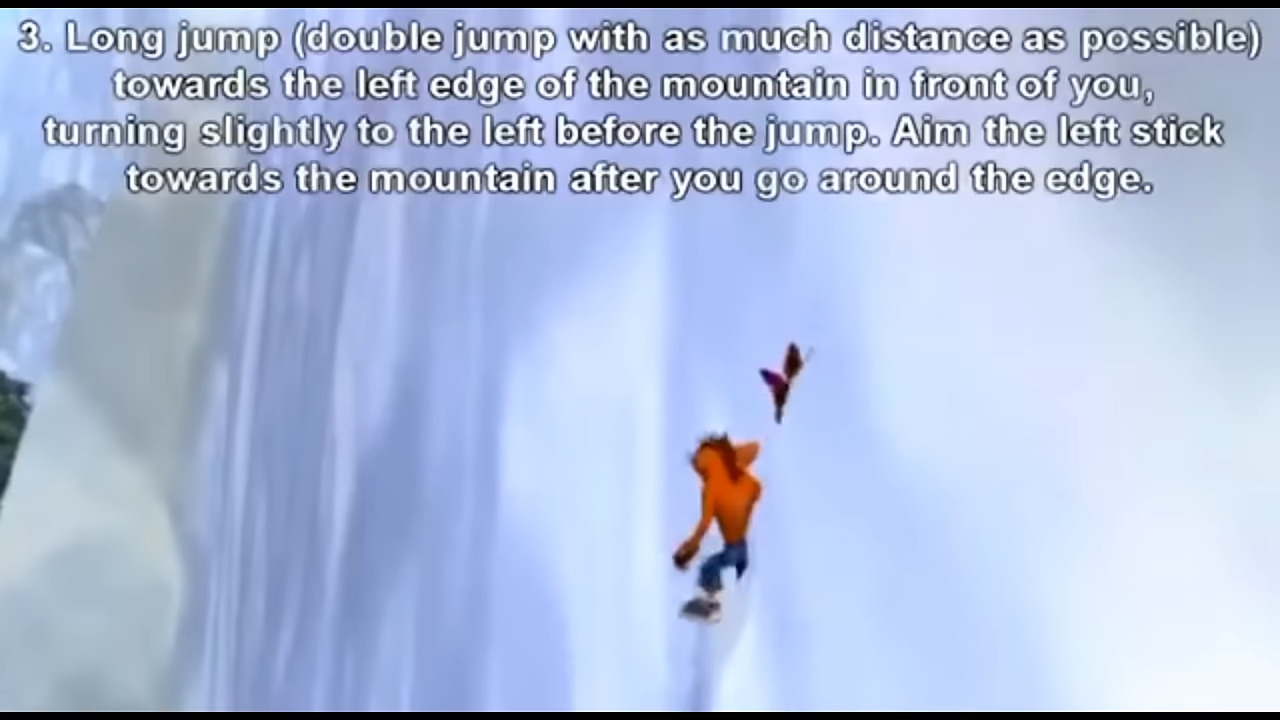 3. Long jump (double jump with as much distance as possible)
towards the left edge of the mountain in front of you,
turning slightly to the left before the jump. Aim the left stick
towards the mountain after you go around the edge.